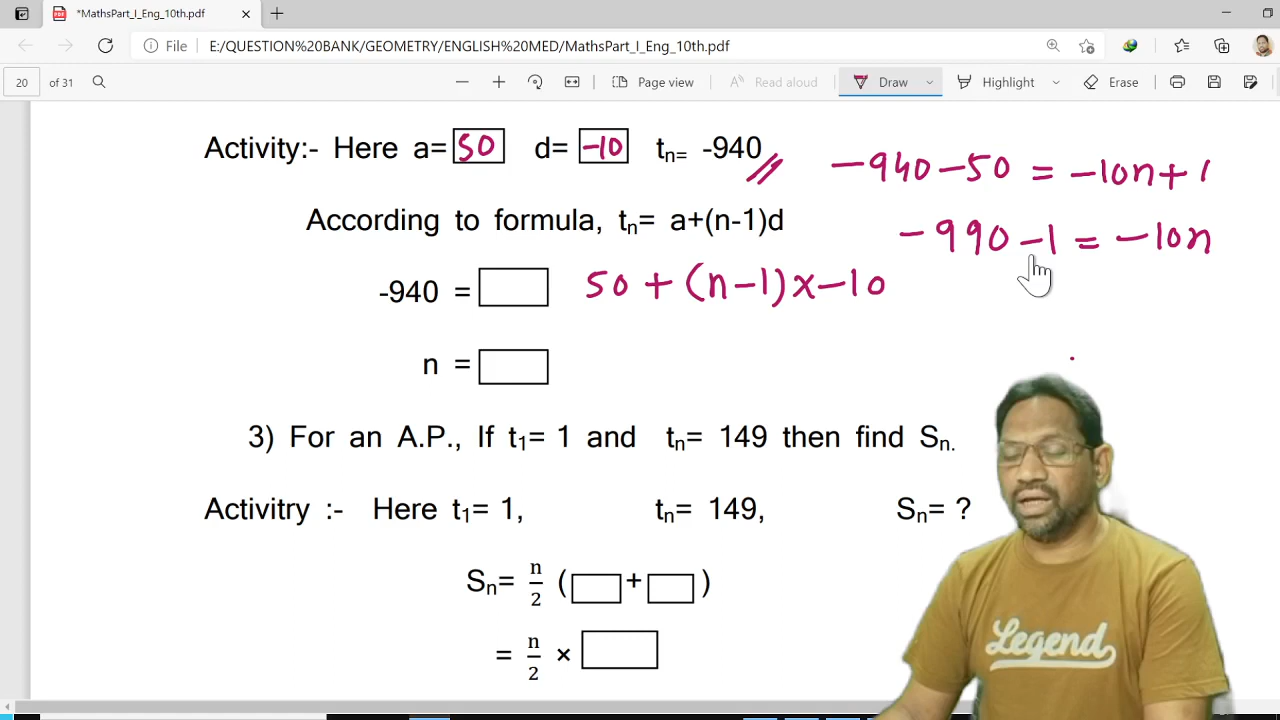 *MathsPart_I_Eng_10th.pdf
File E:/QUESTION%20BANK/GEOMETRY/ENGLISH%20MED/MathsPart_I_Eng_10th.pdf
20 of 31 Page view Read aloud Draw Highlight Erase
Activity:- Here a= 50 d= -10 tn= -940
-940-50 = -10n+1
According to formula, tn= a+(n-1)d
-990-1 = -10n
-940 = 50+(n-1)x-10
n =
3) For an A.P., If t1= 1 and tn= 149 then find Sn.
Activitry :- Here t1= 1, tn= 149, Sn= ?
Sn= n/2 ( + )
= n/2 ×
Legend